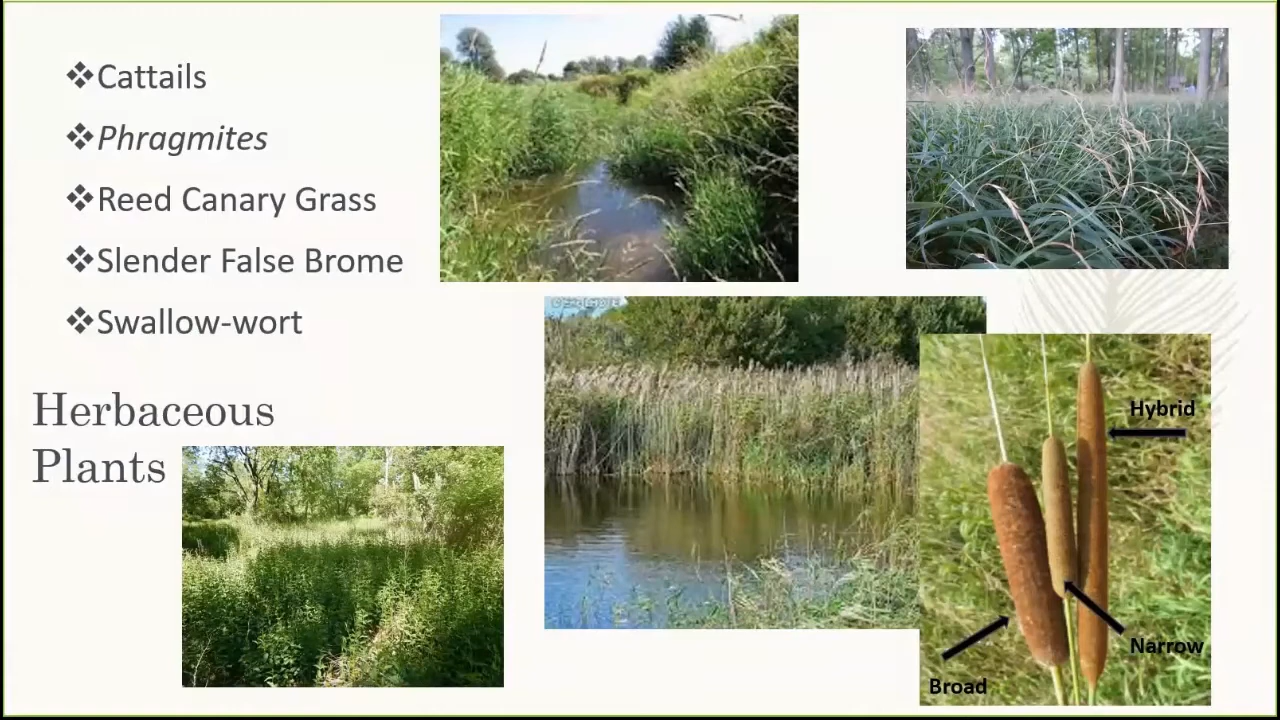 ❖Cattails
❖Phragmites
❖Reed Canary Grass
❖Slender False Brome
❖Swallow-wort
Herbaceous
Plants
Hybrid
Narrow
Broad